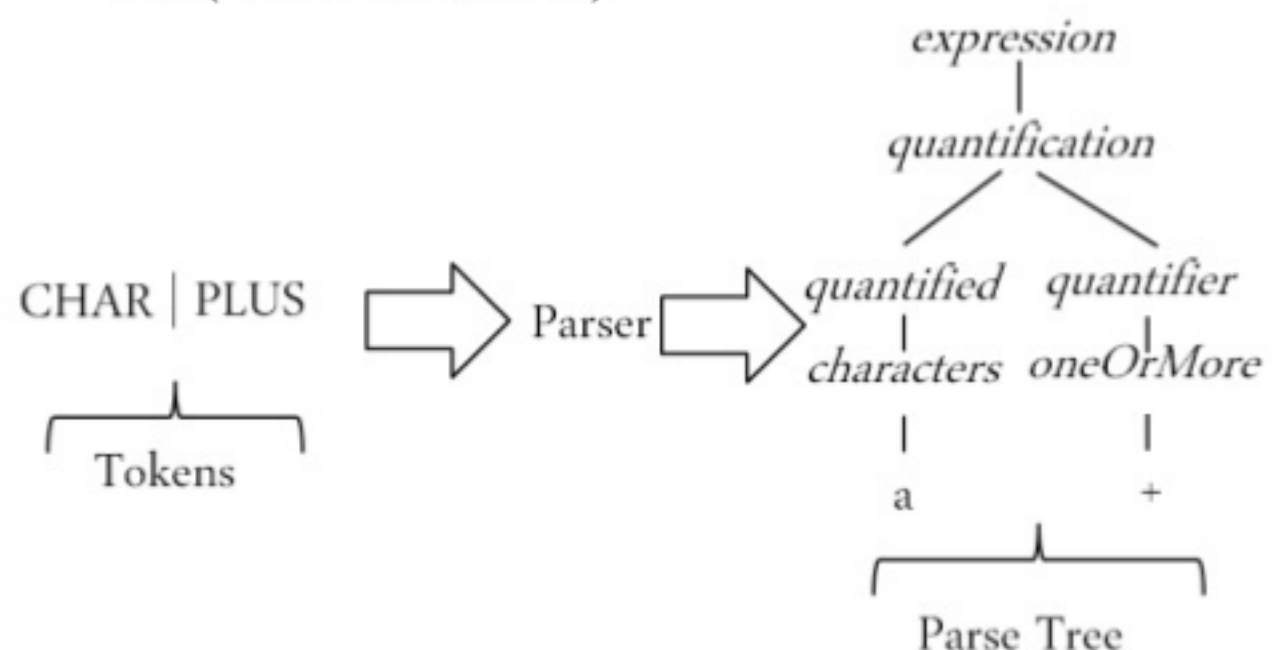 expression
quantification
CHAR | PLUS
Parser
quantified quantifier
characters oneOrMore
Tokens
a +
Parse Tree